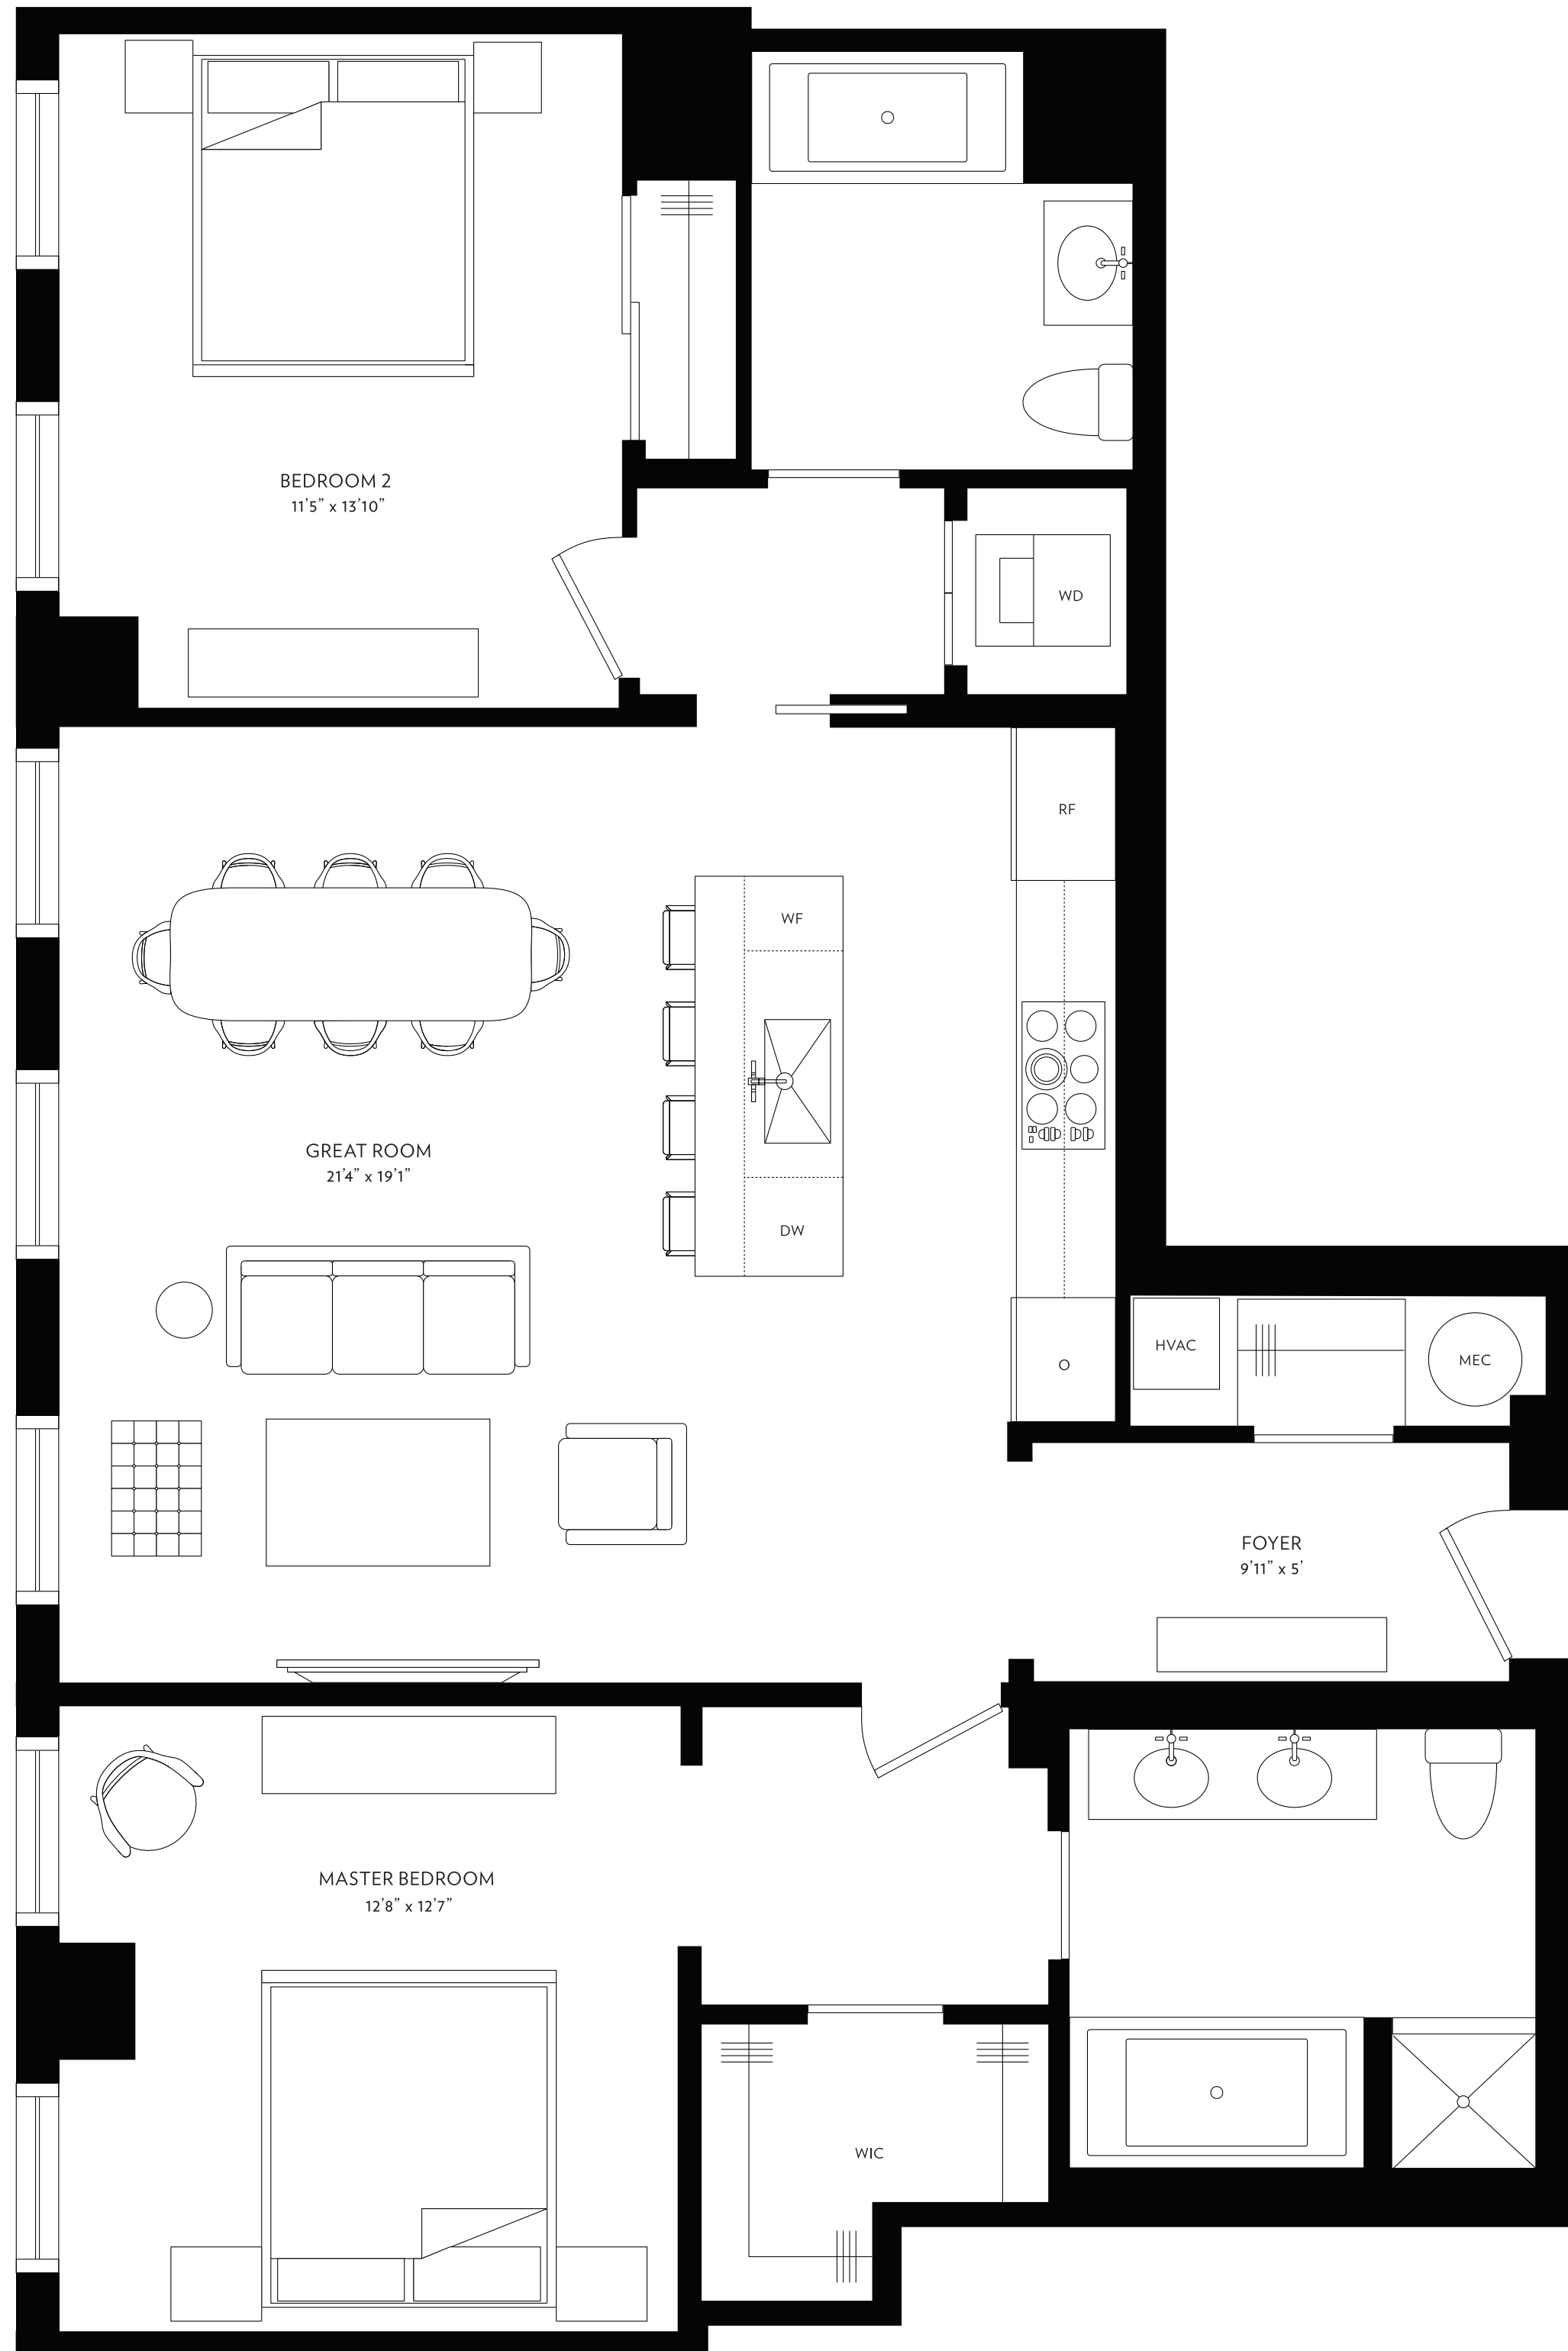 BEDROOM 2
11’5” x 13’10”
WD
RF
WF
GREAT ROOM
21’4” x 19’1”
DW
HVAC
MEC
FOYER
9’11” x 5’
MASTER BEDROOM
12’8” x 12’7”
WIC